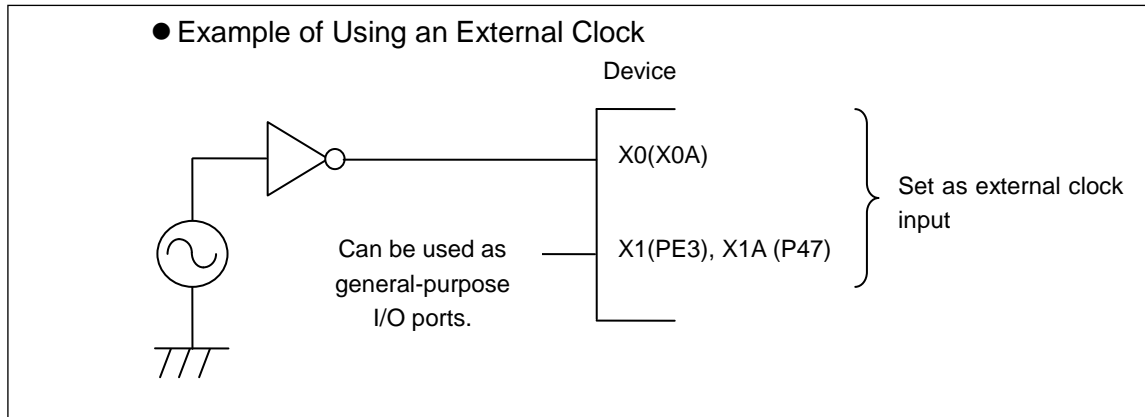 ● Example of Using an External Clock
Device
X0(X0A)
Set as external clock
input
Can be used as
general-purpose
I/O ports.
X1(PE3), X1A (P47)